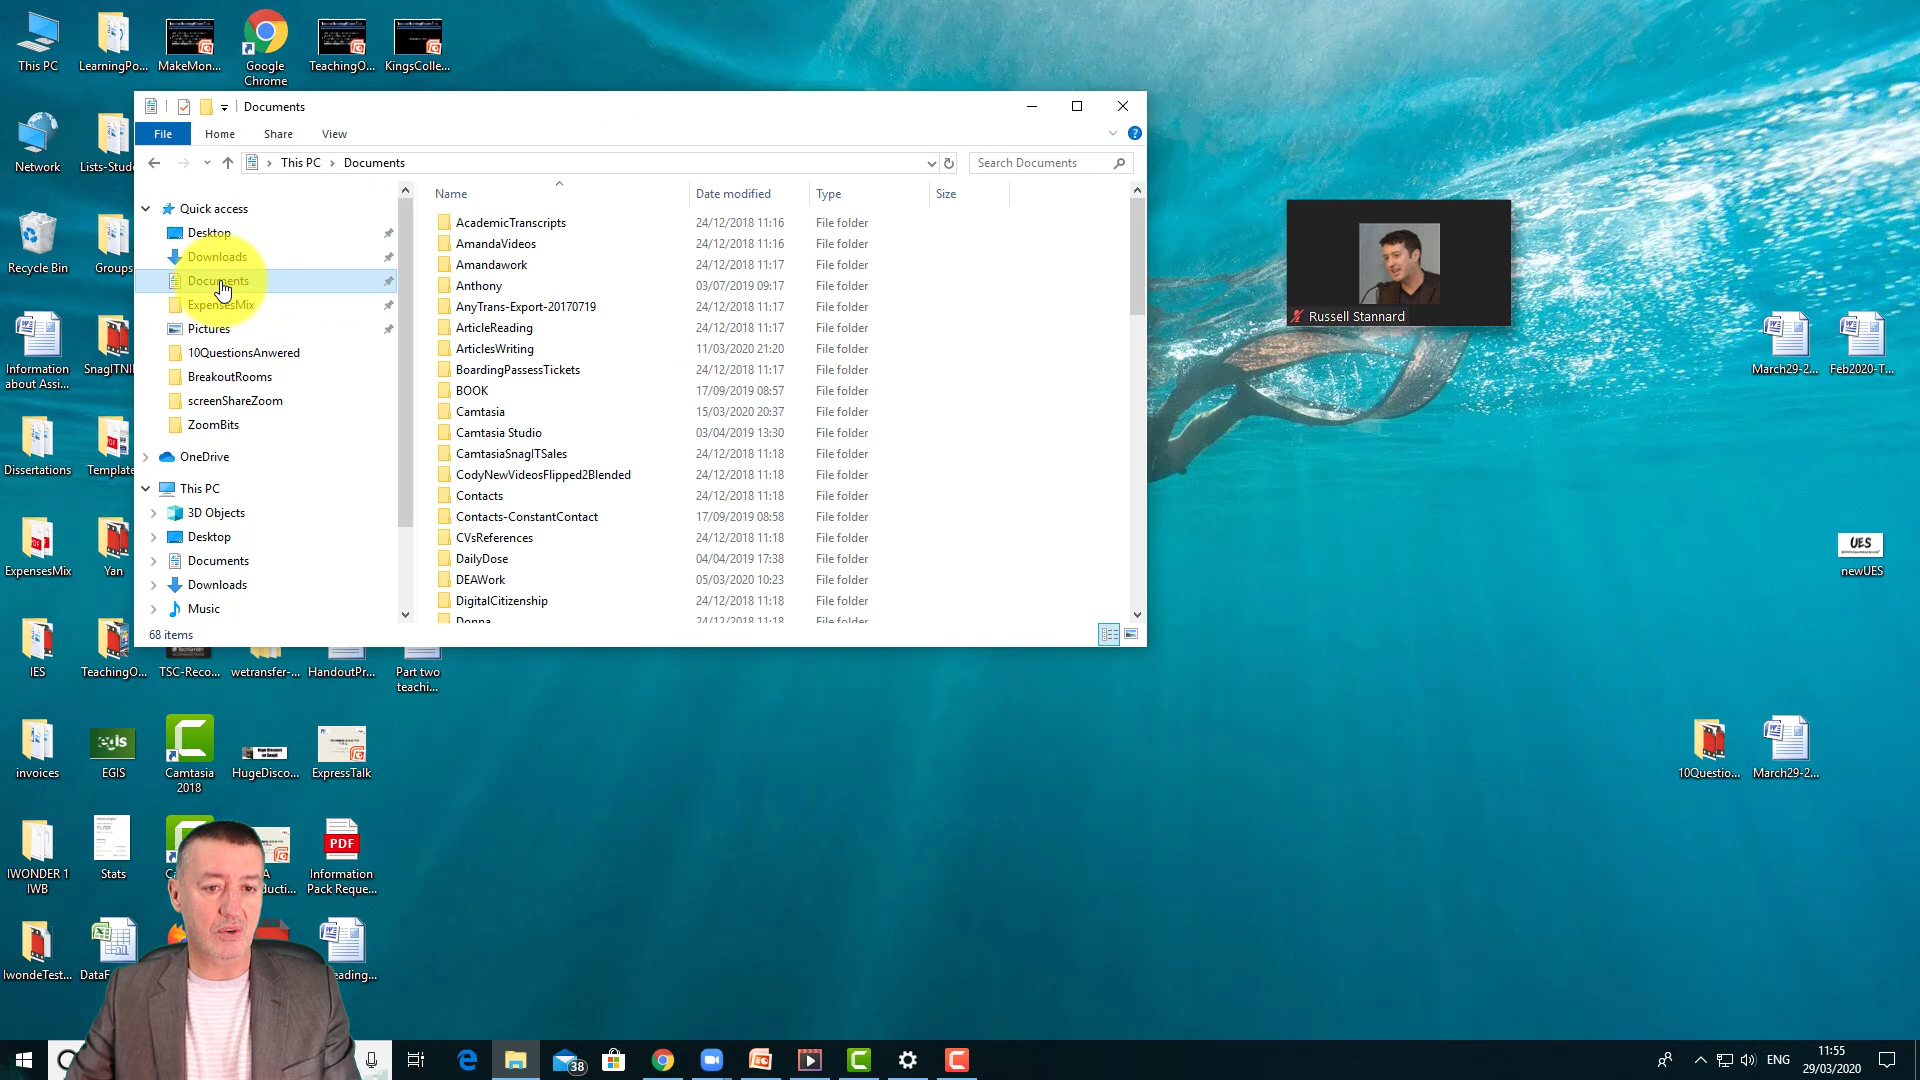 This PC
LearningPo...
MakeMon...
Google
Chrome
TeachingO...
KingsColle...
Documents
File
Home
Share
View
This PC
Documents
Search Documents
Network
Lists-Stude
Recycle Bin
Groups
Information
about Assi...
SnagITNI
Dissertations
Template
ExpensesMix
Yan
IES
TeachingO...
TSC-Reco...
wetransfer-...
HandoutPr...
Part two
teachi...
Quick access
Desktop
Downloads
Documents
ExpensesMix
Pictures
10QuestionsAnwered
BreakoutRooms
screenShareZoom
ZoomBits
OneDrive
This PC
3D Objects
Desktop
Documents
Downloads
Music
68 items
Name Date modified Type Size
AcademicTranscripts 24/12/2018 11:16 File folder
AmandaVideos 24/12/2018 11:16 File folder
Amandawork 24/12/2018 11:17 File folder
Anthony 03/07/2019 09:17 File folder
AnyTrans-Export-20170719 24/12/2018 11:17 File folder
ArticleReading 24/12/2018 11:17 File folder
ArticlesWriting 11/03/2020 21:20 File folder
BoardingPassessTickets 24/12/2018 11:17 File folder
BOOK 17/09/2019 08:57 File folder
Camtasia 15/03/2020 20:37 File folder
Camtasia Studio 03/04/2019 13:30 File folder
CamtasiaSnagITSales 24/12/2018 11:18 File folder
CodyNewVideosFlipped2Blended 24/12/2018 11:18 File folder
Contacts 24/12/2018 11:18 File folder
Contacts-ConstantContact 17/09/2019 08:58 File folder
CVsReferences 24/12/2018 11:18 File folder
DailyDose 04/04/2019 17:38 File folder
DEAWork 05/03/2020 10:23 File folder
DigitalCitizenship 24/12/2018 11:18 File folder
Donna 24/12/2018 11:18 File folder
Russell Stannard
March29-2...
Feb2020-T...
UES
newUES
10Questio...
March29-2...
invoices
egis
EGIS
Camtasia
2018
HugeDisco...
ExpressTalk
IWONDER 1
IWB
Stats
PDF
Information
Pack Reque...
IwondeTest...
DataF
eading...
38
ENG
11:55
29/03/2020